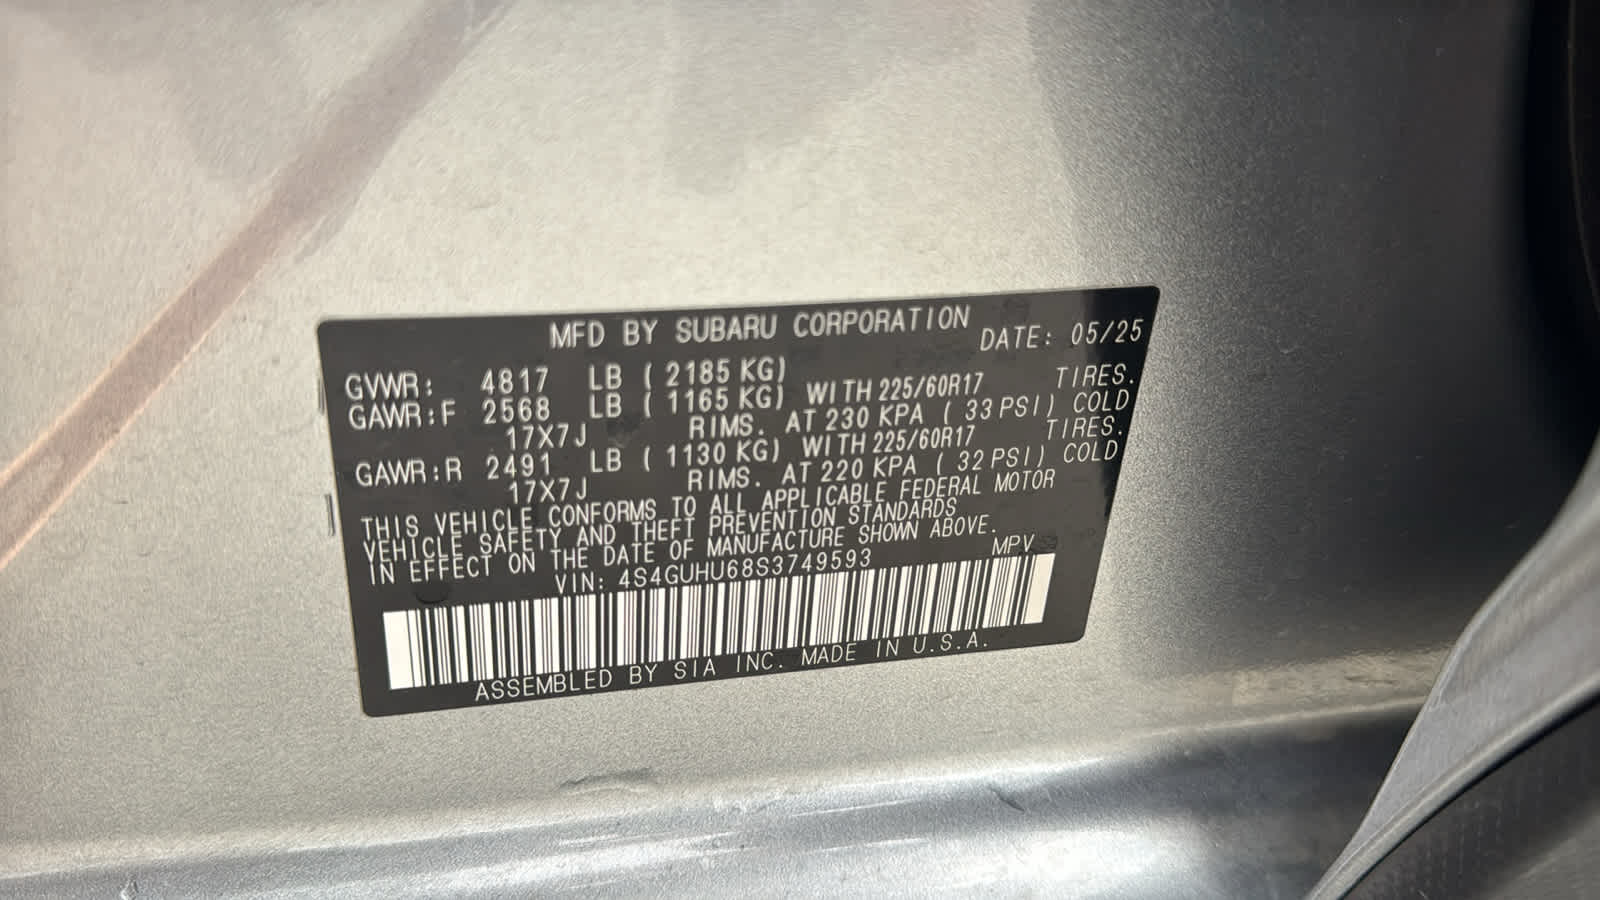 MFD BY SUBARU CORPORATION DATE: 05/25
GVWR: 4817 LB ( 2185 KG)
GAWR:F 2568 LB ( 1165 KG) WITH 225/60R17 TIRES.
17X7J RIMS. AT 230 KPA ( 33 PSI) COLD
GAWR:R 2491 LB ( 1130 KG) WITH 225/60R17 TIRES.
17X7J RIMS. AT 220 KPA ( 32 PSI) COLD
THIS VEHICLE CONFORMS TO ALL APPLICABLE FEDERAL MOTOR
VEHICLE SAFETY AND THEFT PREVENTION STANDARDS
IN EFFECT ON THE DATE OF MANUFACTURE SHOWN ABOVE.
VIN: 4S4GUHU68S3749593 MPV
ASSEMBLED BY SIA INC. MADE IN U.S.A.